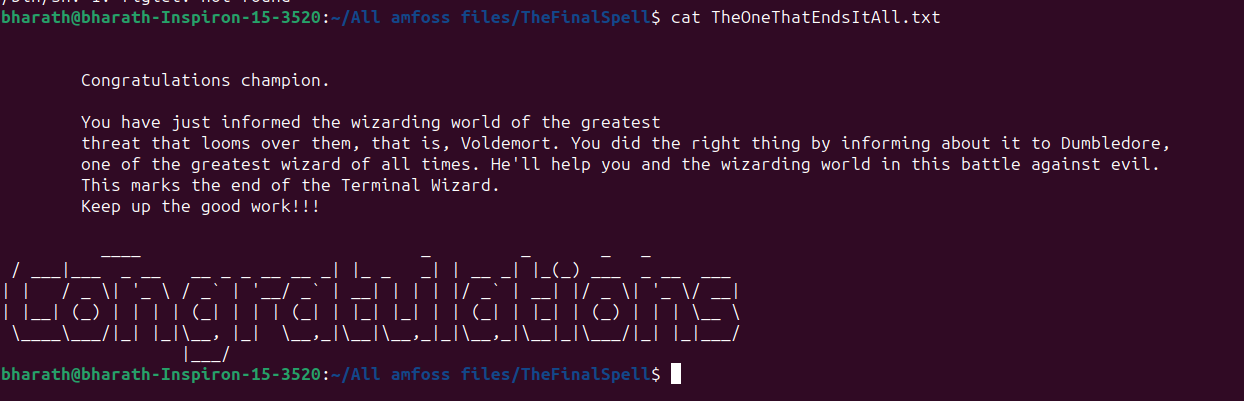 /bin/sh: 1: figlet: not found
bharath@bharath-Inspiron-15-3520:~/All amfoss files/TheFinalSpell$ cat TheOneThatEndsItAll.txt
Congratulations champion.
You have just informed the wizarding world of the greatest
threat that looms over them, that is, Voldemort. You did the right thing by informing about it to Dumbledore,
one of the greatest wizard of all times. He'll help you and the wizarding world in this battle against evil.
This marks the end of the Terminal Wizard.
Keep up the good work!!!
Congratulations
bharath@bharath-Inspiron-15-3520:~/All amfoss files/TheFinalSpell$